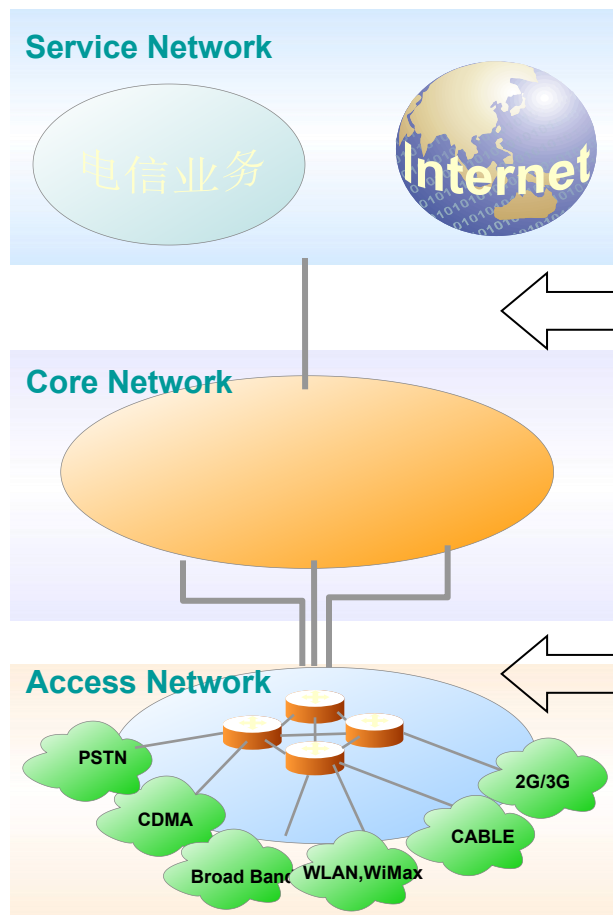 Service Network
电信业务
Internet
Core Network
Access Network
PSTN
2G/3G
CDMA
CABLE
Broad Band
WLAN,WiMax